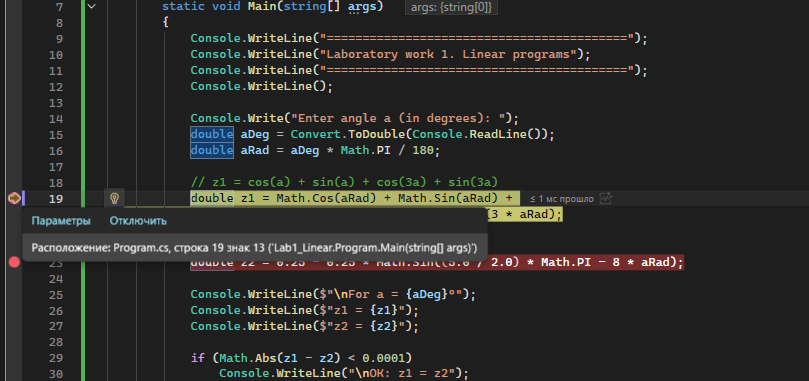 7 static void Main(string[] args) args: {string[0]}
8 {
9 Console.WriteLine("==========================================");
10 Console.WriteLine("Laboratory work 1. Linear programs");
11 Console.WriteLine("==========================================");
12 Console.WriteLine();
13
14 Console.Write("Enter angle a (in degrees): ");
15 double aDeg = Convert.ToDouble(Console.ReadLine());
16 double aRad = aDeg * Math.PI / 180;
17
18 // z1 = cos(a) + sin(a) + cos(3a) + sin(3a)
19 double z1 = Math.Cos(aRad) + Math.Sin(aRad) + ≤ 1 мс прошло
(3 * aRad);
Параметры Отключить
Расположение: Program.cs, строка 19 знак 13 ('Lab1_Linear.Program.Main(string[] args)')
23 double z2 = 0.25 - 0.25 * Math.Sin((5.0 / 2.0) * Math.PI - 8 * aRad);
24
25 Console.WriteLine($"\nFor a = {aDeg}°");
26 Console.WriteLine($"z1 = {z1}");
27 Console.WriteLine($"z2 = {z2}");
28
29 if (Math.Abs(z1 - z2) < 0.0001)
30 Console.WriteLine("\nOK: z1 = z2");